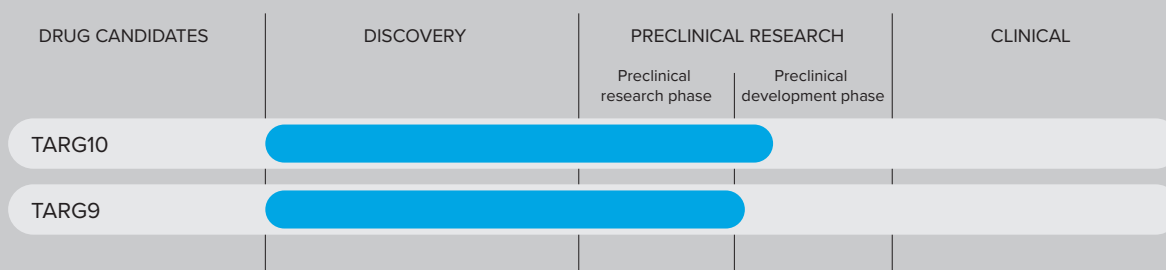 DRUG CANDIDATES
DISCOVERY
PRECLINICAL RESEARCH
CLINICAL
Preclinical
research phase
Preclinical
development phase
TARG10
TARG9